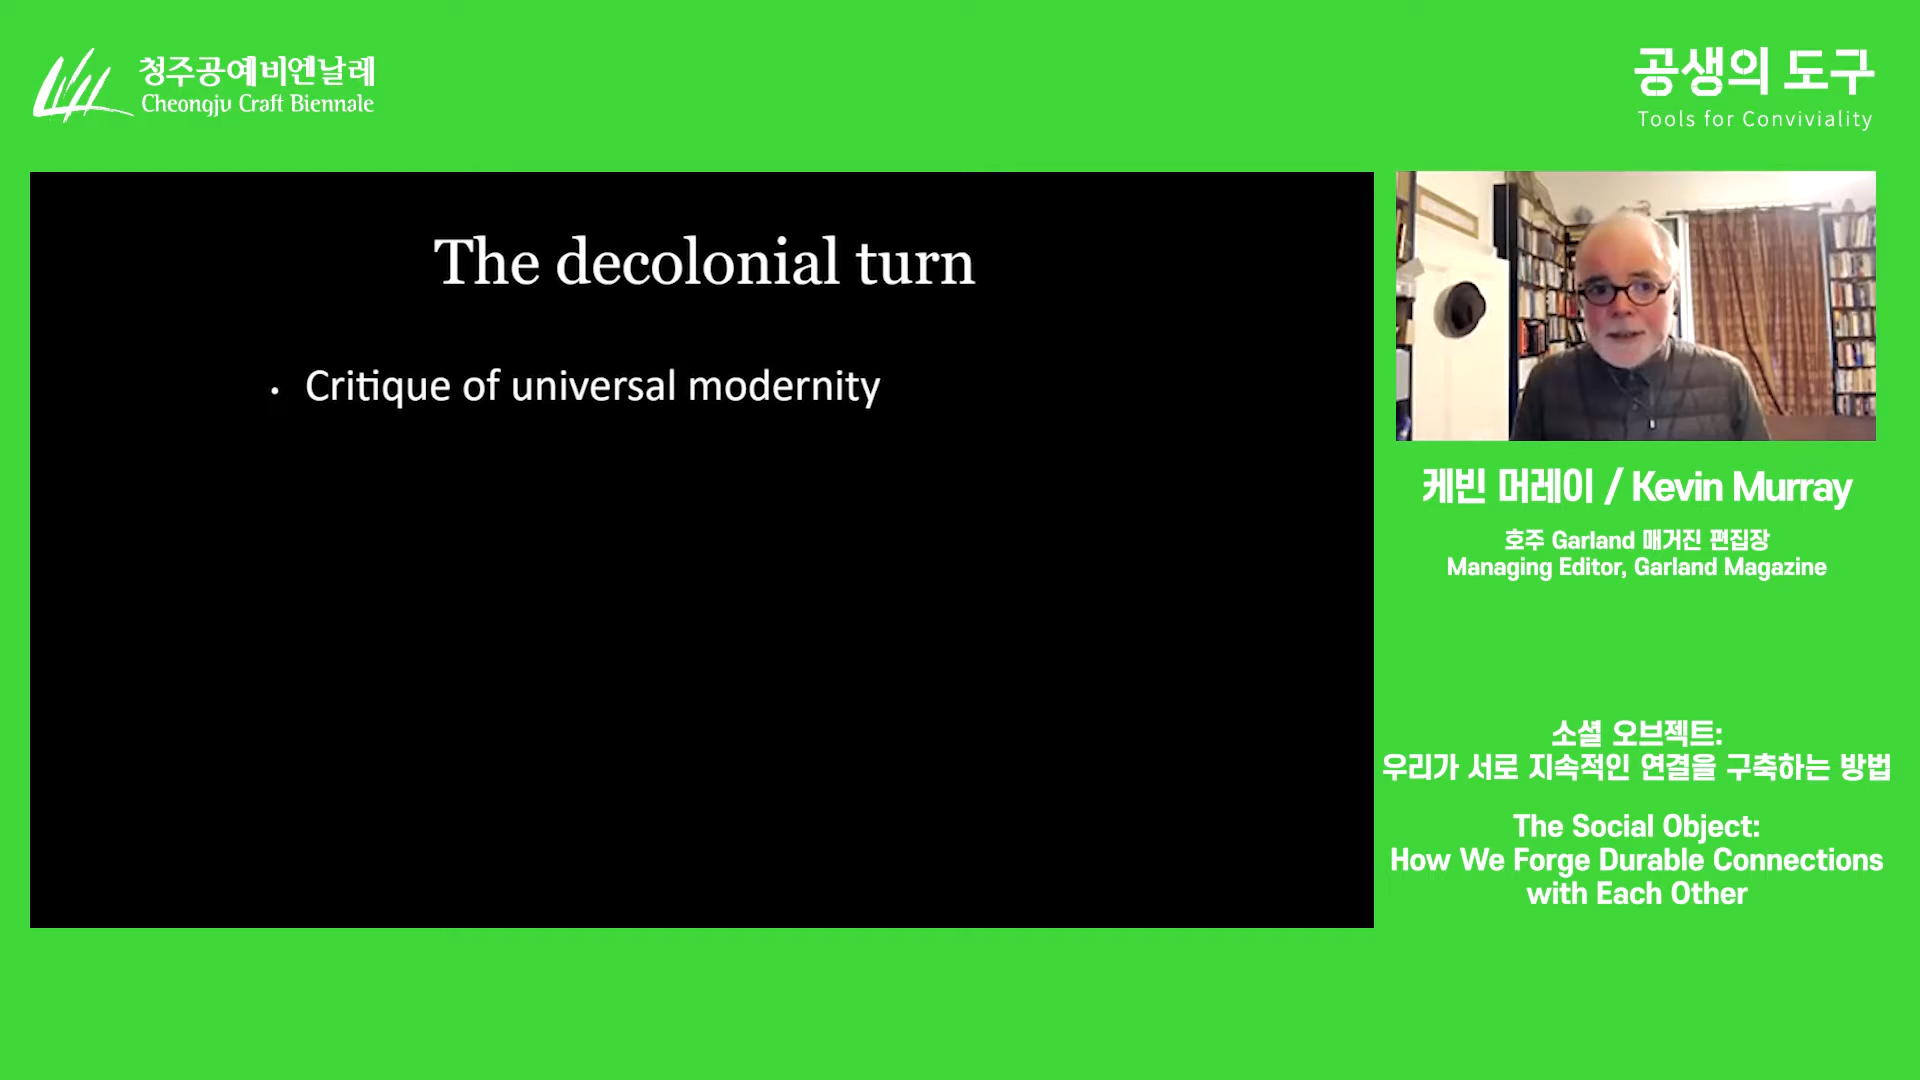 청주공예비엔날레
Cheongju Craft Biennale
공생의 도구
Tools for Conviviality
The decolonial turn
• Critique of universal modernity
케빈 머레이 / Kevin Murray
호주 Garland 매거진 편집장
Managing Editor, Garland Magazine
소셜 오브젝트:
우리가 서로 지속적인 연결을 구축하는 방법
The Social Object:
How We Forge Durable Connections
with Each Other